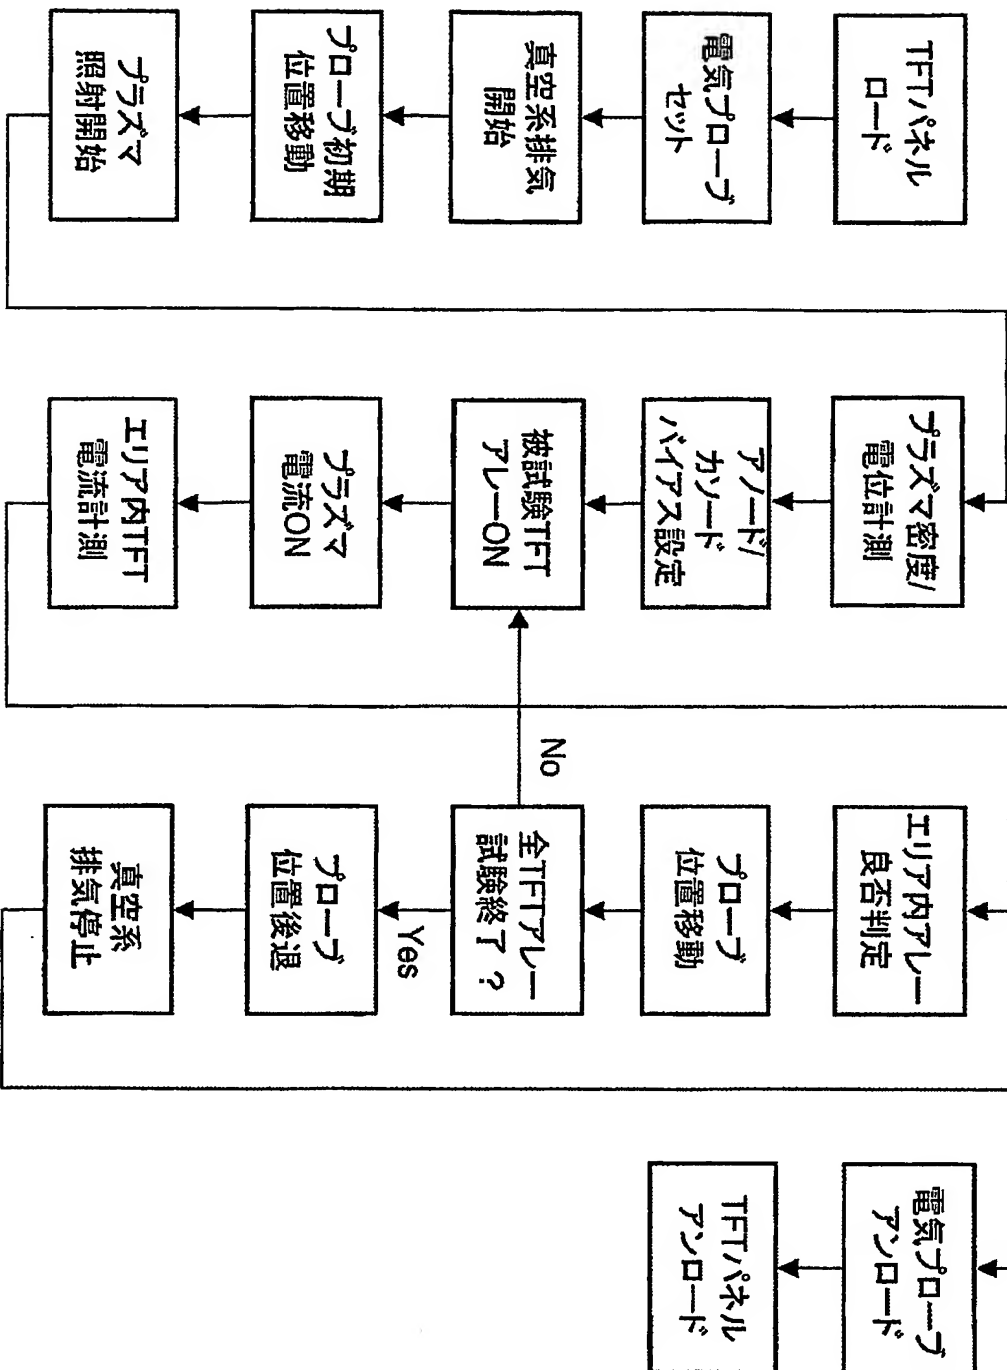 TFTパネル
ロード
電気プローブ
セット
真空系排気
開始
プローブ初期
位置移動
プラズマ
照射開始
プラズマ密度/
電位計測
アノード/
カソード
バイアス設定
被試験TFT
アレーON
プラズマ
電流ON
エリア内TFT
電流計測
エリア内アレー
良否判定
プローブ
位置移動
全TFTアレー
試験終了？
No
Yes
プローブ
位置後退
真空系
排気停止
電気プローブ
アンロード
TFTパネル
アンロード